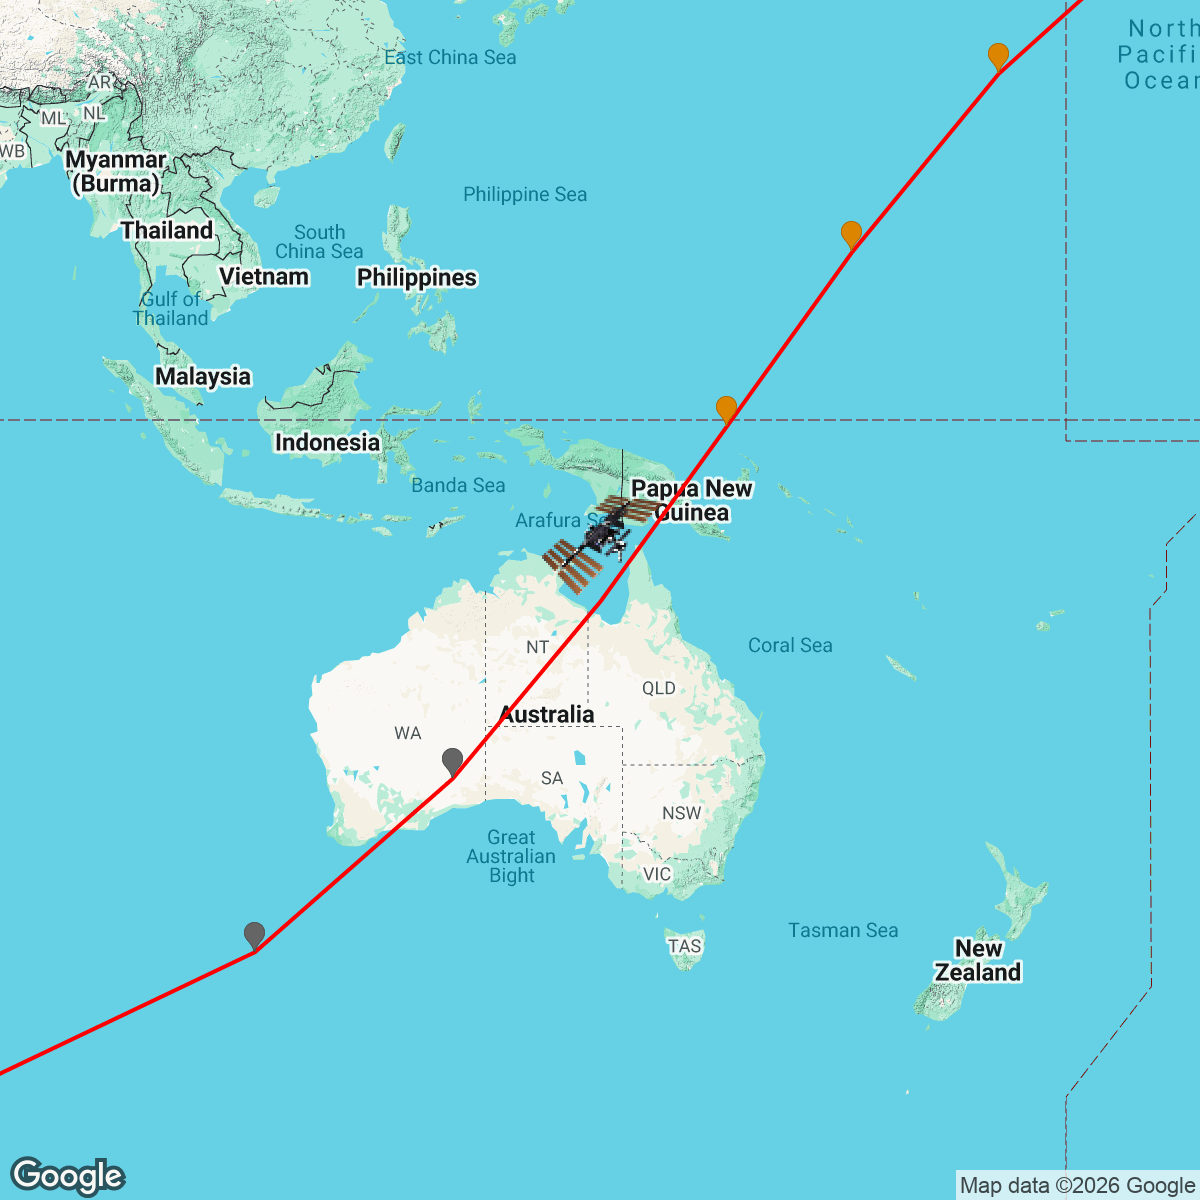 North
Pacific
Ocean
East China Sea
AR
ML
NL
WB
Myanmar
(Burma)
Philippine Sea
Thailand
South
China Sea
Vietnam
Philippines
Gulf of
Thailand
Malaysia
Indonesia
Banda Sea
Papua New
Guinea
Arafura Se
NT
Coral Sea
QLD
Australia
WA
SA
NSW
Great
Australian
Bight
VIC
Tasman Sea
TAS
New
Zealand
Google
Map data ©2026 Google